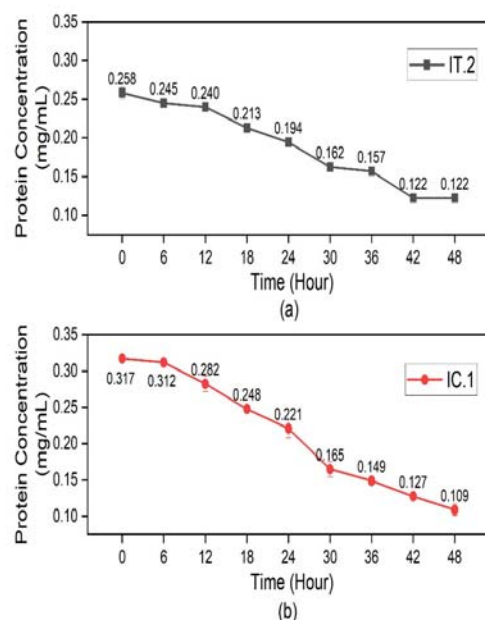 Protein Concentration
(mg/mL)
0.35
0.30
0.25
0.20
0.15
0.10
0.258
0.245
0.240
0.213
0.194
0.162
0.157
0.122
0.122
IT.2
0 6 12 18 24 30 36 42 48
Time (Hour)
(a)
Protein Concentration
(mg/mL)
0.35
0.30
0.25
0.20
0.15
0.10
0.317
0.312
0.282
0.248
0.221
0.165
0.149
0.127
0.109
IC.1
0 6 12 18 24 30 36 42 48
Time (Hour)
(b)